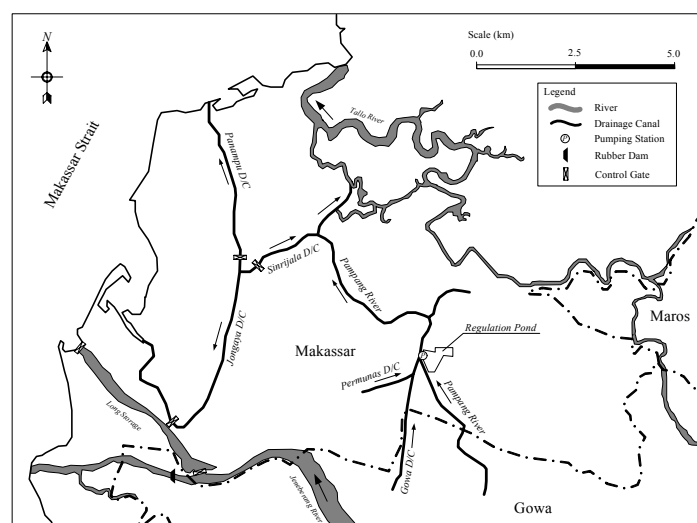 N
Scale (km)
0.0 2.5 5.0
Legend
River
Drainage Canal
P Pumping Station
Rubber Dam
Control Gate
Makassar Strait
Tallo River
Panampu D/C
Sinrijala D/C
Pampang River
Jongaya D/C
Makassar
Maros
Regulation Pond
P
Permunas D/C
Pampang River
Long Storage
Gowa D/C
Jeneberang River
Gowa